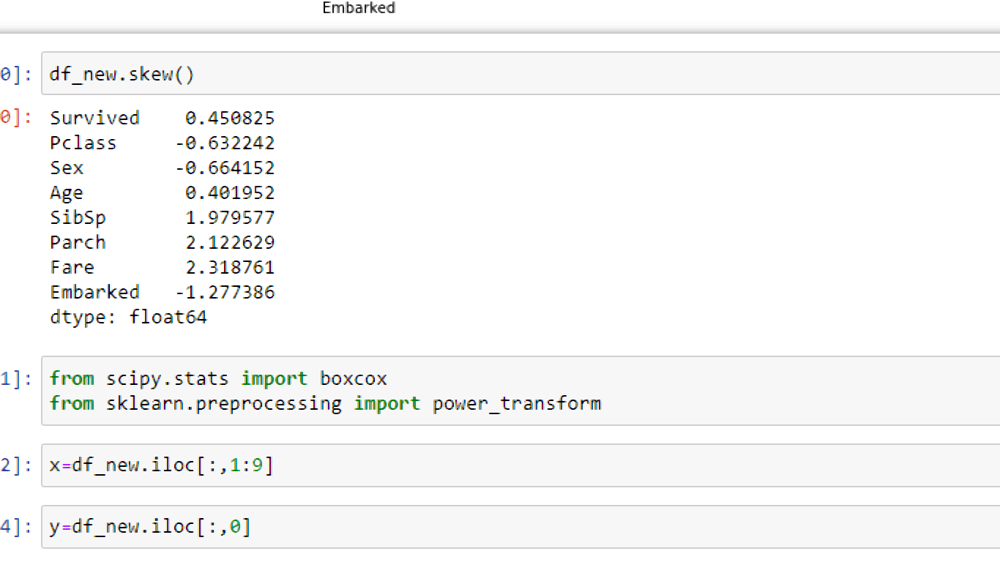 Embarked
0]: df_new.skew()
0]: Survived 0.450825
Pclass -0.632242
Sex -0.664152
Age 0.401952
SibSp 1.979577
Parch 2.122629
Fare 2.318761
Embarked -1.277386
dtype: float64
1]: from scipy.stats import boxcox
from sklearn.preprocessing import power_transform
2]: x=df_new.iloc[:,1:9]
4]: y=df_new.iloc[:,0]